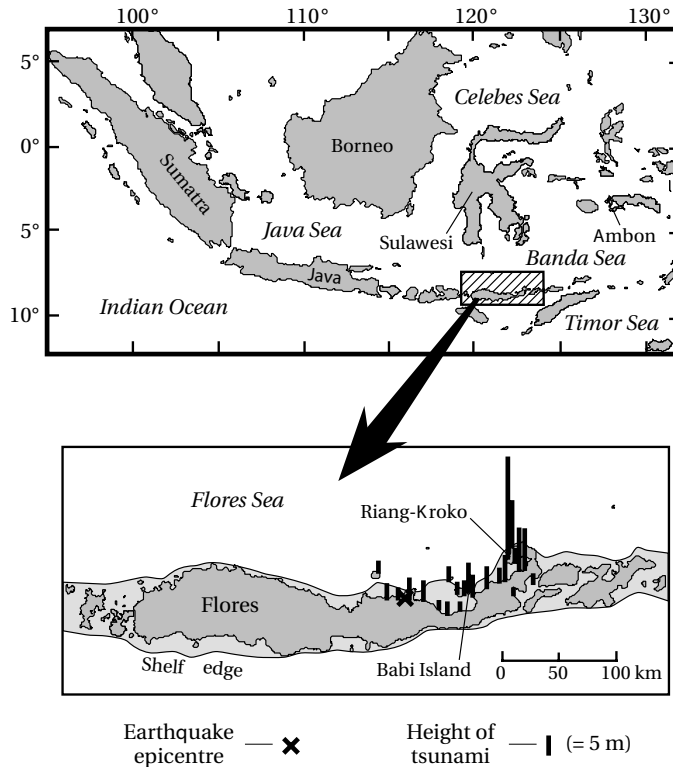 100° 110° 120° 130°
5°
Celebes Sea
0°
Borneo
Sumatra
5°
Java Sea
Sulawesi
Ambon
Banda Sea
Java
Indian Ocean
10°
Timor Sea
Flores Sea
Riang-Kroko
Flores
Shelf edge
Babi Island
0 50 100 km
Earthquake
epicentre
Height of
tsunami
(= 5 m)